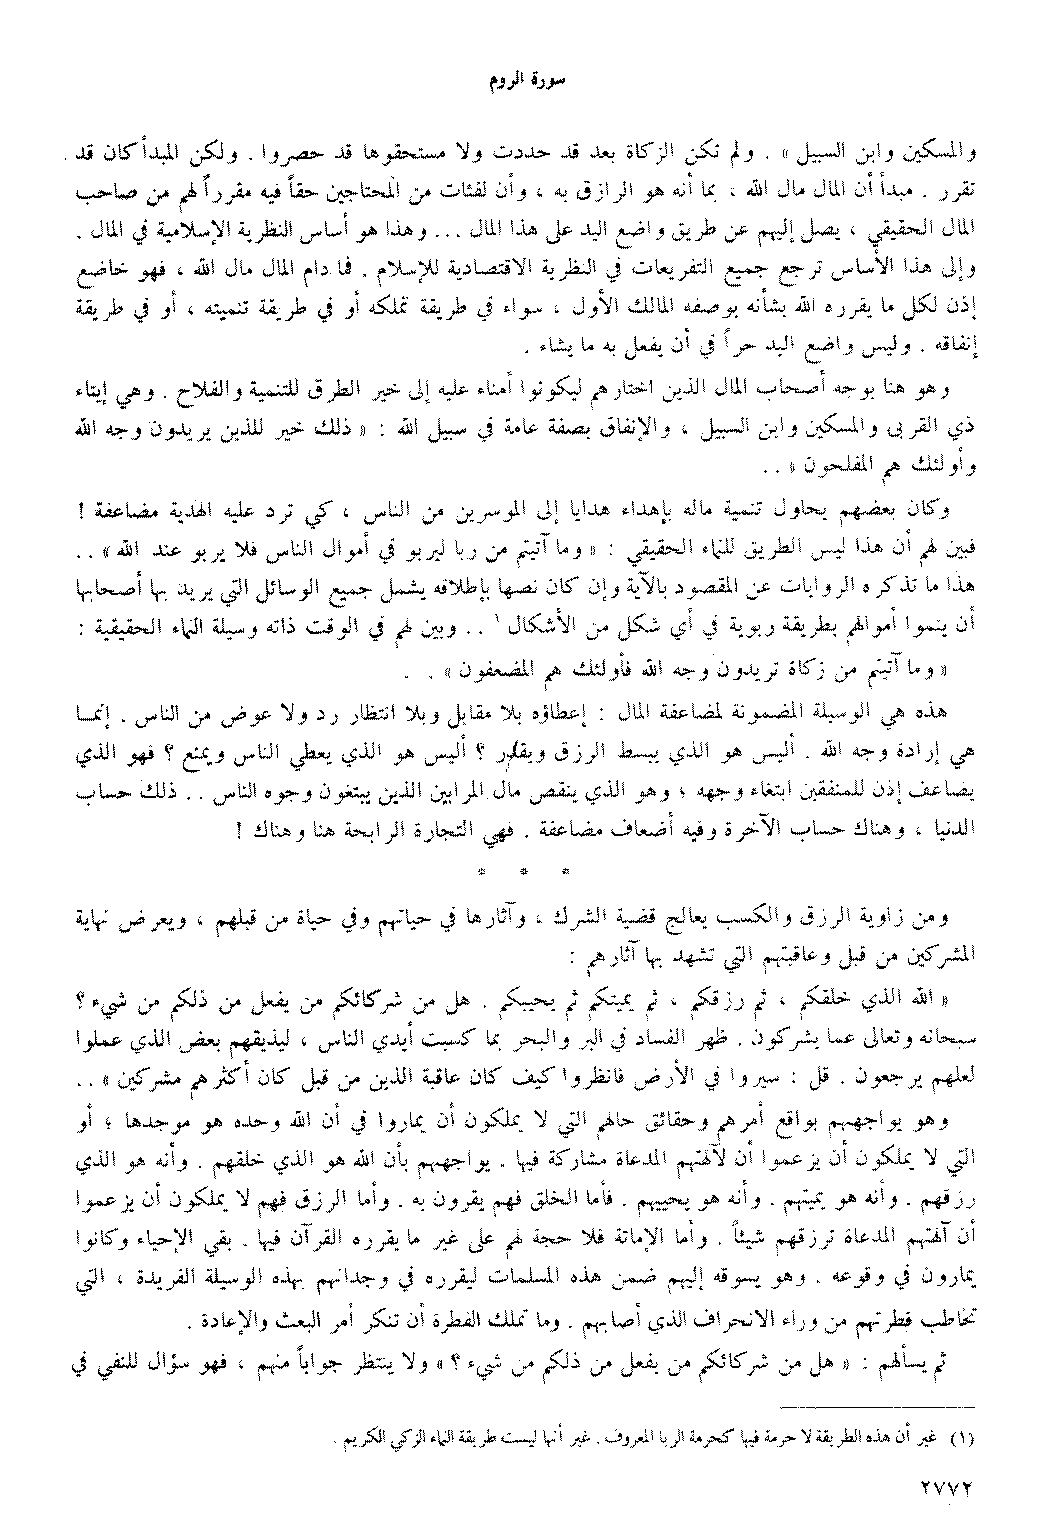 سورة الروم
والمسكين وابن السبيل » . ولم تكن الزكاة بعد قد حددت ولا مستحقوها قد حصروا . ولكن المبدأ كان قد
تقرر . مبدأ أن المال مال الله ، بما أنه هو الرازق به ، وأن لفئات من المحتاجين حقاً فيه مقرراً لهم من صاحب
المال الحقيقي ، يصل إليهم عن طريق واضع اليد على هذا المال ... وهذا هو أساس النظرية الإسلامية في المال .
وإلى هذا الأساس ترجع جميع التفريعات في النظرية الاقتصادية للإسلام . فما دام المال مال الله ، فهو خاضع
إذن لكل ما يقرره الله بشأنه بوصفه المالك الأول ، سواء في طريقة تملكه أو في طريقة تنميته ، أو في طريقة
إنفاقه . وليس واضع اليد حراً في أن يفعل به ما يشاء .
وهو هنا يوجه أصحاب المال الذين اختارهم ليكونوا أمناء عليه إلى خير الطرق للتنمية والفلاح . وهي إيتاء
ذي القربى والمسكين وابن السبيل ، والإنفاق بصفة عامة في سبيل الله : « ذلك خير للذين يريدون وجه الله
وأولئك هم المفلحون » ..
وكان بعضهم يحاول تنمية ماله بإهداء هدايا إلى الموسرين من الناس ، كي ترد عليه الهدية مضاعفة !
فبين لهم أن هذا ليس الطريق للنماء الحقيقي : « وما آتيتم من ربا ليربو في أموال الناس فلا يربو عند الله » ..
هذا ما تذكره الروايات عن المقصود بالآية وإن كان نصها بإطلاقه يشمل جميع الوسائل التي يريد بها أصحابها
أن ينموا أموالهم بطريقة ربوية في أي شكل من الأشكال ١ .. وبين لهم في الوقت ذاته وسيلة النماء الحقيقية :
« وما آتيتم من زكاة تريدون وجه الله فأولئك هم المضعفون » . .
هذه هي الوسيلة المضمونة لمضاعفة المال : إعطاؤه بلا مقابل وبلا انتظار رد ولا عوض من الناس . إنما
هي إرادة وجه الله . أليس هو الذي يبسط الرزق ويقدر ؟ أليس هو الذي يعطي الناس ويمنع ؟ فهو الذي
يضاعف إذن للمنفقين ابتغاء وجهه ؛ وهو الذي ينقص مال المرابين الذين يبتغون وجوه الناس .. ذلك حساب
الدنيا ، وهناك حساب الآخرة وفيه أضعاف مضاعفة . فهي التجارة الرابحة هنا وهناك !
* * *
ومن زاوية الرزق والكسب يعالج قضية الشرك ، وآثارها في حياتهم وفي حياة من قبلهم ، ويعرض نهاية
المشركين من قبل وعاقبتهم التي تشهد بها آثارهم :
« الله الذي خلقكم ، ثم رزقكم ، ثم يميتكم ثم يحييكم . هل من شركائكم من يفعل من ذلكم من شيء ؟
سبحانه وتعالى عما يشركون . ظهر الفساد في البر والبحر بما كسبت أيدي الناس ، ليذيقهم بعض الذي عملوا
لعلهم يرجعون . قل : سيروا في الأرض فانظروا كيف كان عاقبة الذين من قبل كان أكثرهم مشركين » ..
وهو يواجههم بواقع أمرهم وحقائق حالهم التي لا يملكون أن يماروا في أن الله وحده هو موجدها ؛ أو
التي لا يملكون أن يزعموا أن لآلهتهم المدعاة مشاركة فيها . يواجههم بأن الله هو الذي خلقهم . وأنه هو الذي
رزقهم . وأنه هو يميتهم . وأنه هو يحييهم . فأما الخلق فهم يقرون به . وأما الرزق فهم لا يملكون أن يزعموا
أن آلهتهم المدعاة ترزقهم شيئاً . وأما الإماتة فلا حجة لهم على غير ما يقرره القرآن فيها . بقي الإحياء وكانوا
يمارون في وقوعه . وهو يسوقه إليهم ضمن هذه المسلمات ليقرره في وجدانهم بهذه الوسيلة الفريدة ، التي
تخاطب فطرتهم من وراء الانحراف الذي أصابهم . وما تملك الفطرة أن تنكر أمر البعث والإعادة .
ثم يسألهم : « هل من شركائكم من يفعل من ذلكم من شيء ؟ » ولا ينتظر جواباً منهم ، فهو سؤال للنفي في
(١) غير أن هذه الطريقة لا حرمة فيها كحرمة الربا المعروف . غير أنها ليست طريقة النماء الزكي الكريم .
٢٧٧٢